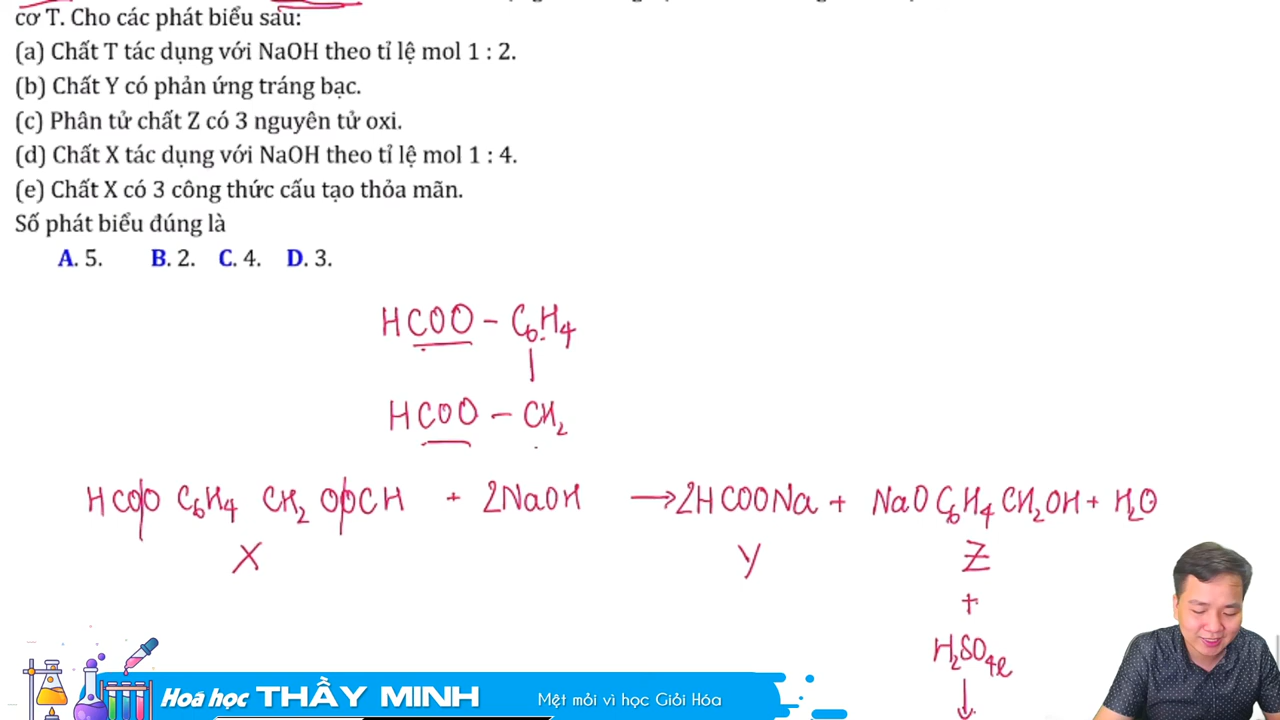 cơ T. Cho các phát biểu sau:
(a) Chất T tác dụng với NaOH theo tỉ lệ mol 1 : 2.
(b) Chất Y có phản ứng tráng bạc.
(c) Phân tử chất Z có 3 nguyên tử oxi.
(d) Chất X tác dụng với NaOH theo tỉ lệ mol 1 : 4.
(e) Chất X có 3 công thức cấu tạo thỏa mãn.
Số phát biểu đúng là
A. 5. B. 2. C. 4. D. 3.
HCOO – C₆H₄
|
HCOO – CH₂
HCOO C₆H₄ CH₂ OOCH + 2NaOH → 2HCOONa + NaO C₆H₄ CH₂OH + H₂O
X Y Z
+
H₂SO₄ℓ
↓
Hoá học THẦY MINH Mệt mỏi vì học Giỏi Hóa